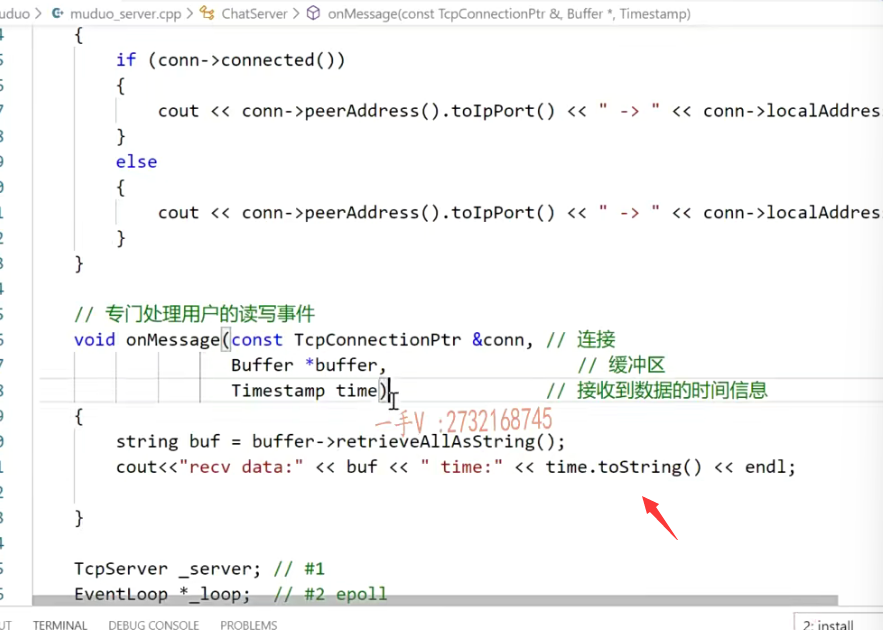 muduo_server.cpp > ChatServer > onMessage(const TcpConnectionPtr &, Buffer *, Timestamp)
{
if (conn->connected())
{
cout << conn->peerAddress().toIpPort() << " -> " << conn->localAddres
}
else
{
cout << conn->peerAddress().toIpPort() << " -> " << conn->localAddres
}
}
// 专门处理用户的读写事件
void onMessage(const TcpConnectionPtr &conn, // 连接
Buffer *buffer, // 缓冲区
Timestamp time) // 接收到数据的时间信息
{
一手V :2732168745
string buf = buffer->retrieveAllAsString();
cout<<"recv data:" << buf << " time:" << time.toString() << endl;
}
TcpServer _server; // #1
EventLoop *_loop; // #2 epoll
TERMINAL DEBUG CONSOLE PROBLEMS 2: install